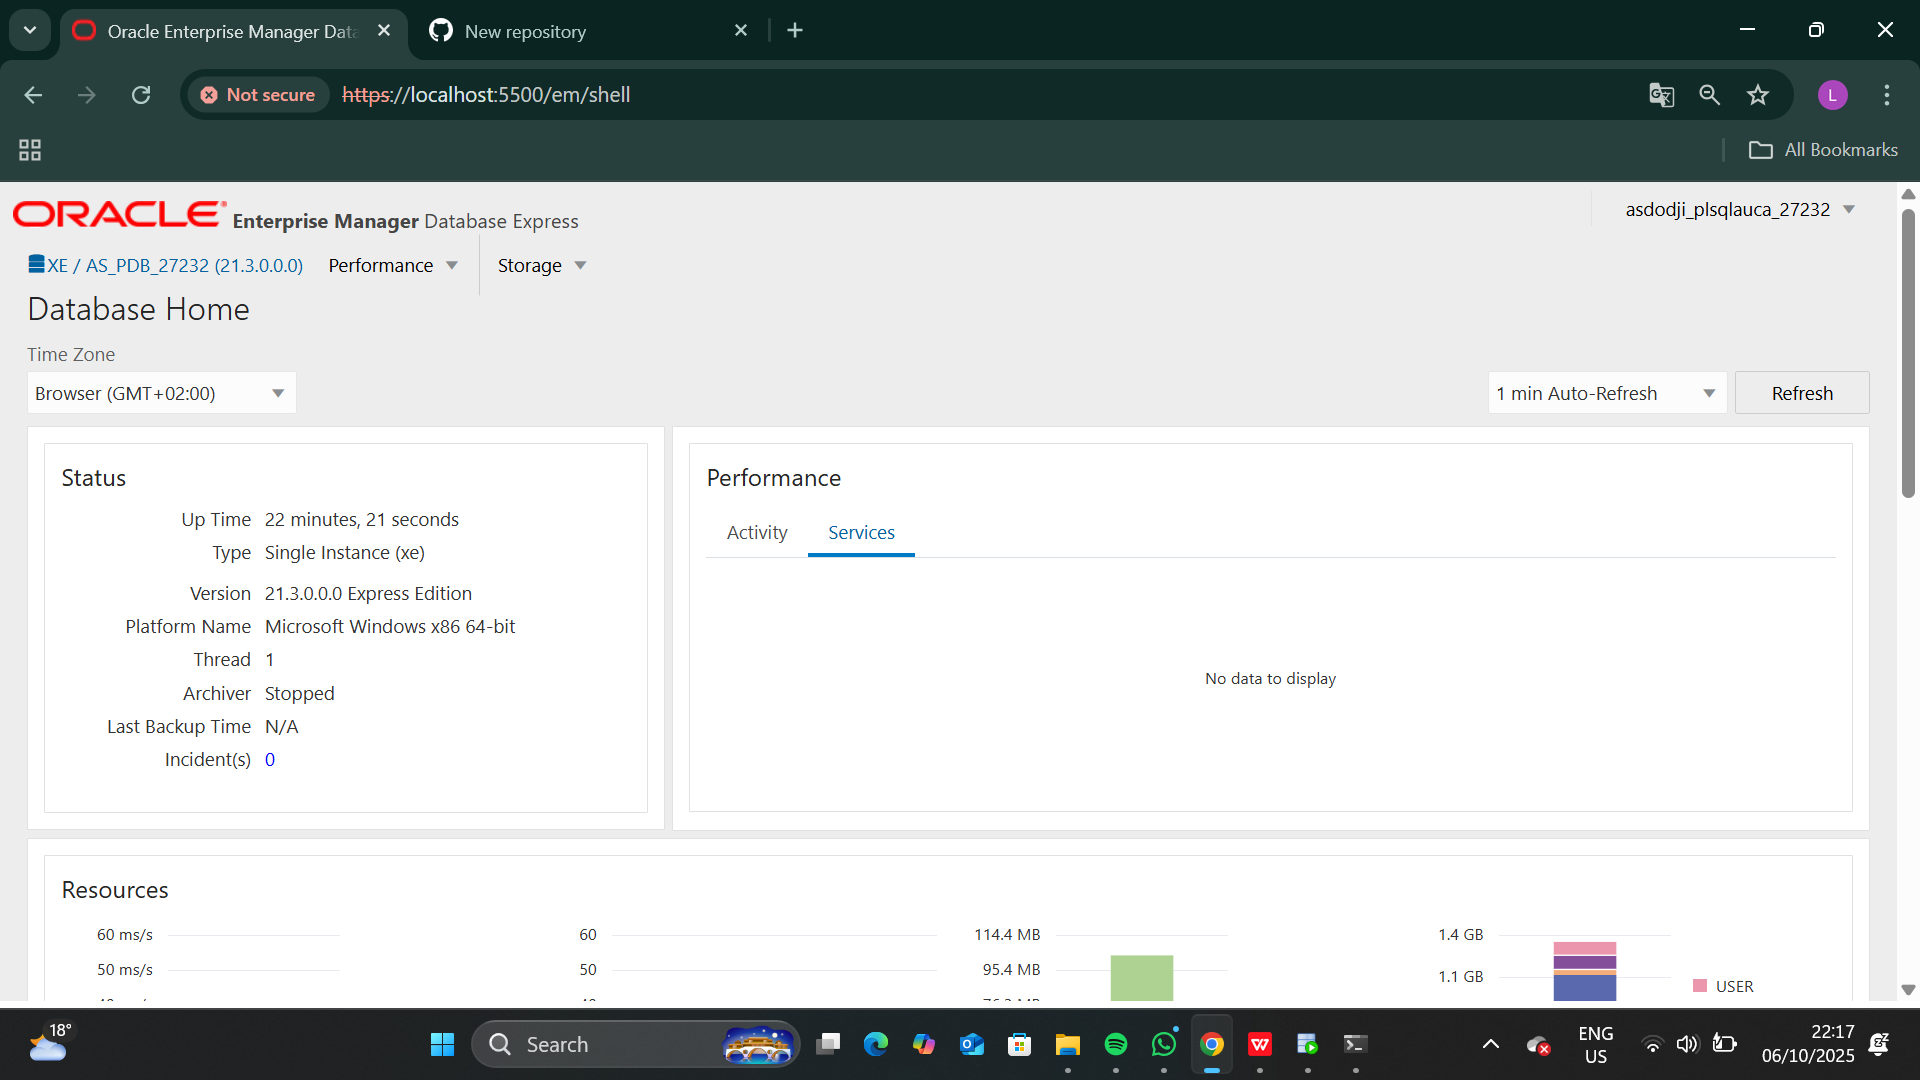 Oracle Enterprise Manager Data
New repository
Not secure
https://localhost:5500/em/shell
L
All Bookmarks
ORACLE Enterprise Manager Database Express
asdodji_plsqlauca_27232
XE / AS_PDB_27232 (21.3.0.0.0)
Performance
Storage
Database Home
Time Zone
Browser (GMT+02:00)
1 min Auto-Refresh
Refresh
Status
Up Time 22 minutes, 21 seconds
Type Single Instance (xe)
Version 21.3.0.0.0 Express Edition
Platform Name Microsoft Windows x86 64-bit
Thread 1
Archiver Stopped
Last Backup Time N/A
Incident(s) 0
Performance
Activity
Services
No data to display
Resources
60 ms/s
50 ms/s
60
50
114.4 MB
95.4 MB
1.4 GB
1.1 GB
USER
18°
Search
ENG
US
22:17
06/10/2025